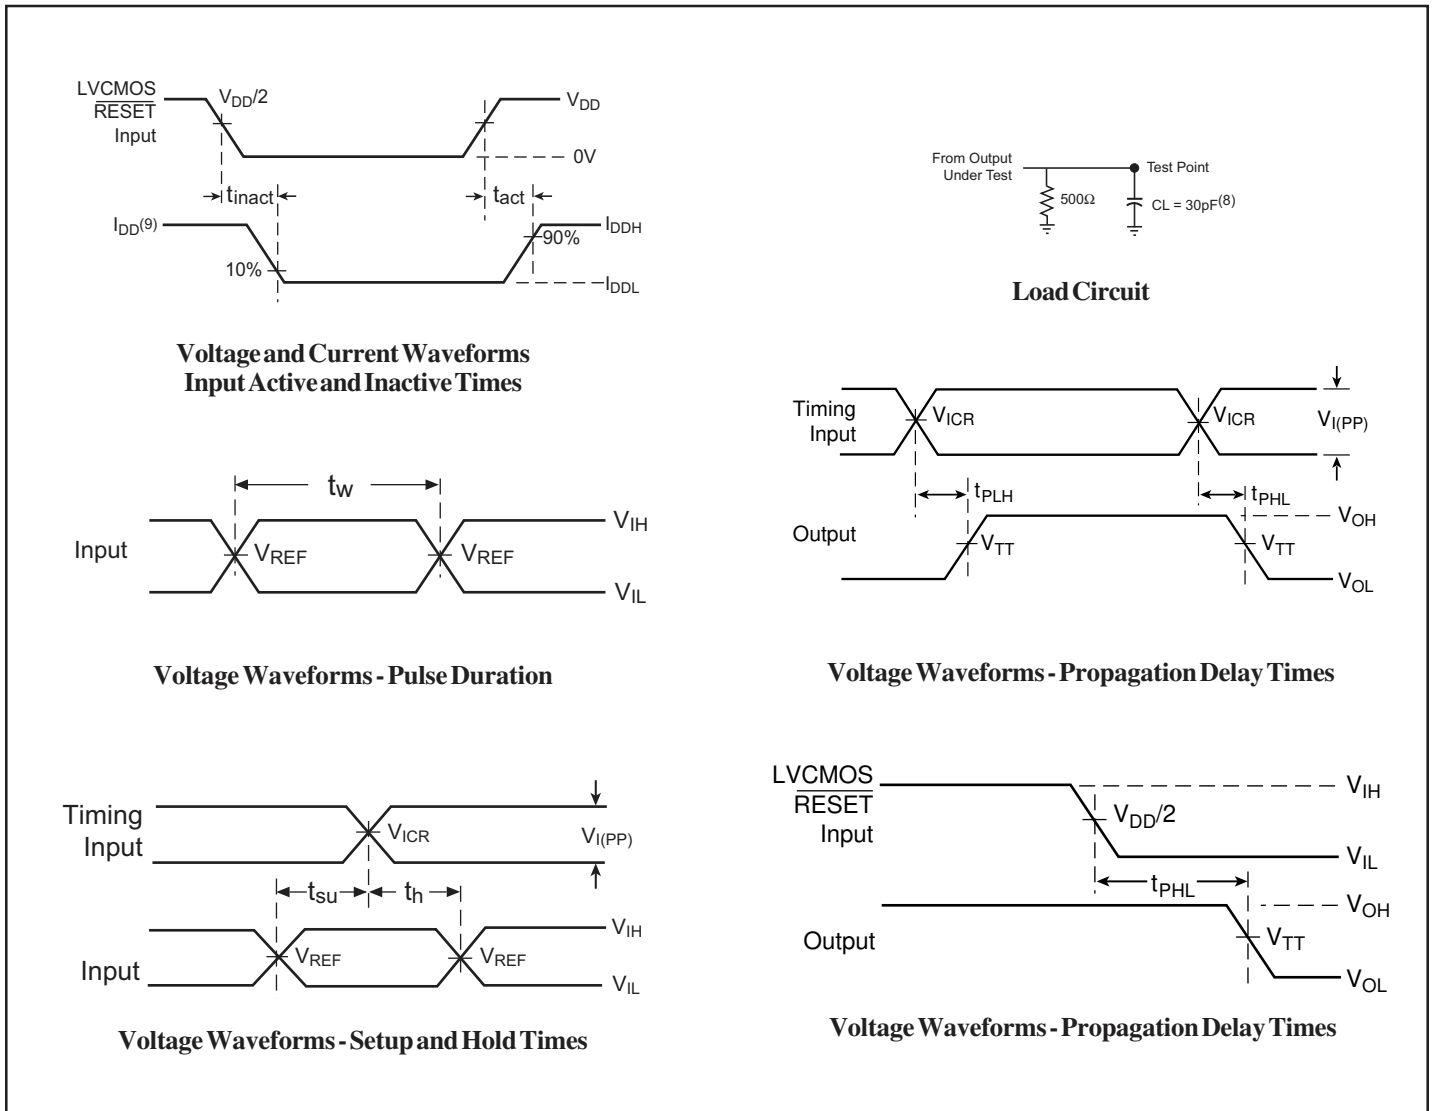 LVCMOS
RESET
Input
VDD/2
VDD
0V
tinact
tact
IDD(9)
IDDH
90%
10%
IDDL
Voltage and Current Waveforms
Input Active and Inactive Times
From Output
Under Test
Test Point
500Ω
CL = 30pF(8)
Load Circuit
tw
Input
VREF
VREF
VIH
VIL
Voltage Waveforms - Pulse Duration
Timing
Input
VICR
VICR
VI(PP)
tPLH
tPHL
Output
VTT
VTT
VOH
VOL
Voltage Waveforms - Propagation Delay Times
Timing
Input
VICR
VI(PP)
tsu
th
Input
VREF
VREF
VIH
VIL
Voltage Waveforms - Setup and Hold Times
LVCMOS
RESET
Input
VDD/2
VIH
VIL
tPHL
Output
VTT
VOH
VOL
Voltage Waveforms - Propagation Delay Times